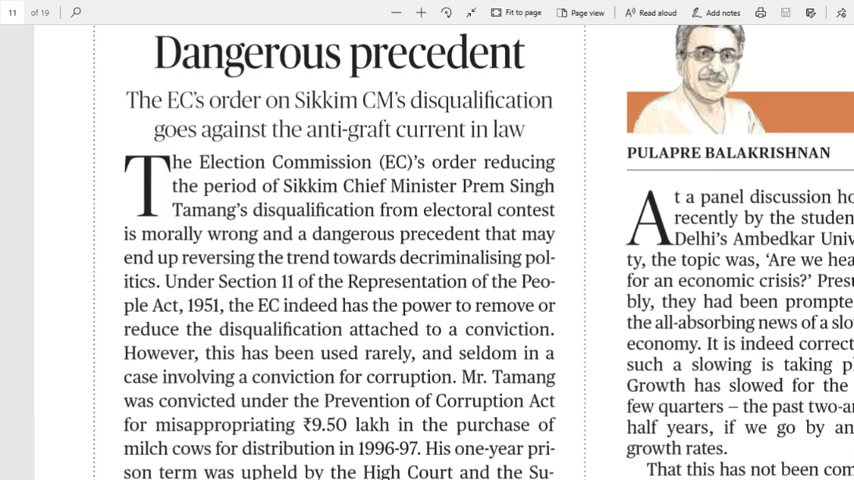 11 of 19
Fit to page
Page view
Read aloud
Add notes
Dangerous precedent
The EC's order on Sikkim CM's disqualification
goes against the anti-graft current in law
The Election Commission (EC)'s order reducing
the period of Sikkim Chief Minister Prem Singh
Tamang's disqualification from electoral contest
is morally wrong and a dangerous precedent that may
end up reversing the trend towards decriminalising pol-
itics. Under Section 11 of the Representation of the Peo-
ple Act, 1951, the EC indeed has the power to remove or
reduce the disqualification attached to a conviction.
However, this has been used rarely, and seldom in a
case involving a conviction for corruption. Mr. Tamang
was convicted under the Prevention of Corruption Act
for misappropriating ₹9.50 lakh in the purchase of
milch cows for distribution in 1996-97. His one-year pri-
son term was upheld by the High Court and the Su-
PULAPRE BALAKRISHNAN
At a panel discussion ho
recently by the studen
Delhi's Ambedkar Univ
ty, the topic was, 'Are we hea
for an economic crisis?' Presu
bly, they had been prompte
the all-absorbing news of a slo
economy. It is indeed correct
such a slowing is taking pl
Growth has slowed for the
few quarters – the past two-a
half years, if we go by an
growth rates.
That this has not been com